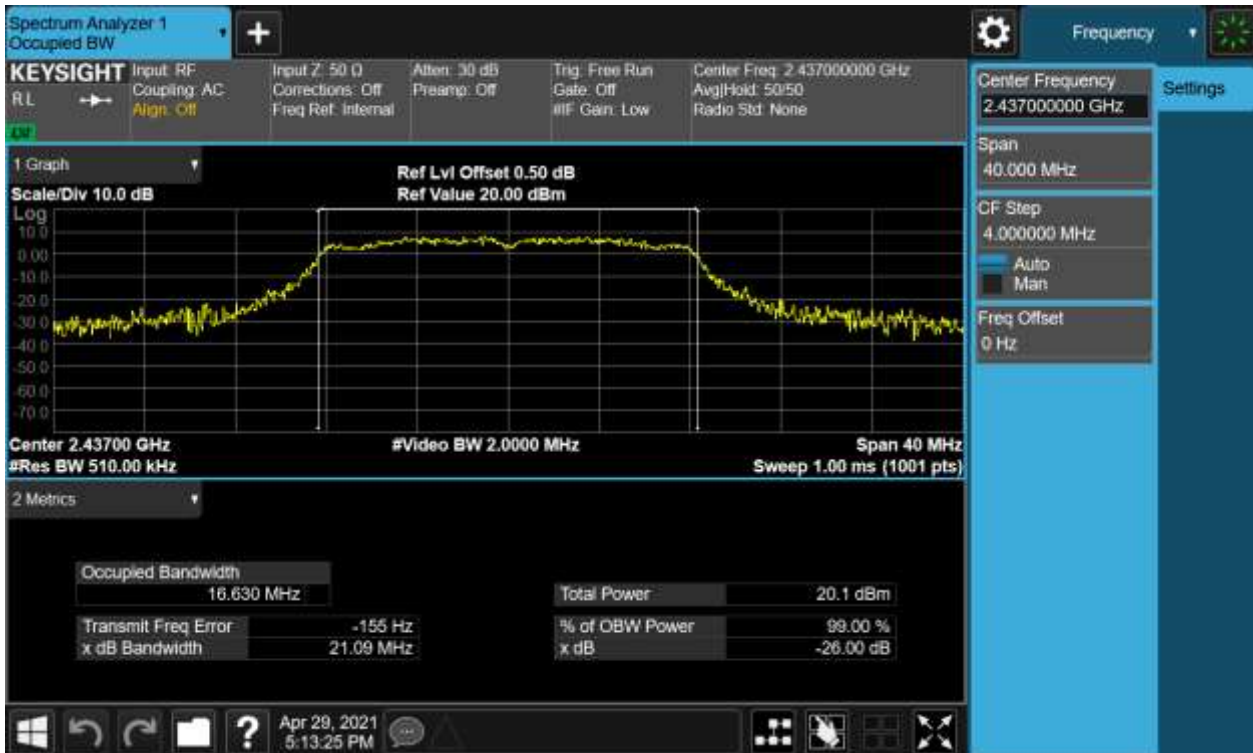 Spectrum Analyzer 1
Occupied BW
+
Frequency
KEYSIGHT
RL
Input: RF
Coupling: AC
Align: Off
Input Z: 50 Ω
Corrections: Off
Freq Ref: Internal
Atten: 30 dB
Preamp: Off
Trig: Free Run
Gate: Off
#IF Gain: Low
Center Freq: 2.437000000 GHz
Avg|Hold: 50/50
Radio Std: None
Center Frequency
2.437000000 GHz
Settings
Span
40.000 MHz
CF Step
4.000000 MHz
Auto
Man
Freq Offset
0 Hz
1 Graph
Scale/Div 10.0 dB
Ref Lvl Offset 0.50 dB
Ref Value 20.00 dBm
Log
10.0
0.00
-10.0
-20.0
-30.0
-40.0
-50.0
-60.0
-70.0
Center 2.43700 GHz
#Res BW 510.00 kHz
#Video BW 2.0000 MHz
Span 40 MHz
Sweep 1.00 ms (1001 pts)
2 Metrics
Occupied Bandwidth
16.630 MHz
Total Power 20.1 dBm
Transmit Freq Error -155 Hz
% of OBW Power 99.00 %
x dB Bandwidth 21.09 MHz
x dB -26.00 dB
?
Apr 29, 2021
5:13:25 PM